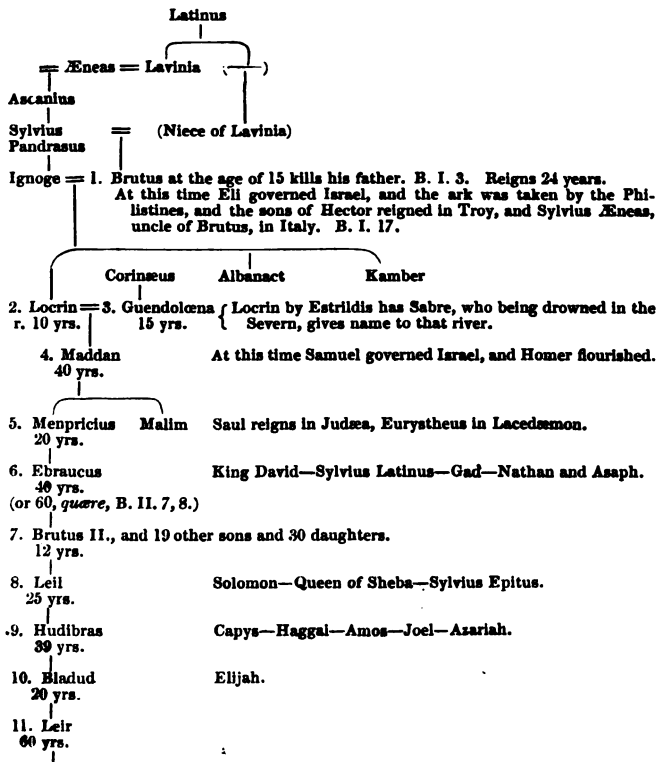 Latinus
= Æneas = Lavinia (—)
Ascanius
Sylvius = (Niece of Lavinia)
Pandrasus
Ignoge = 1. Brutus at the age of 15 kills his father. B. I. 3. Reigns 24 years.
At this time Eli governed Israel, and the ark was taken by the Phi-
listines, and the sons of Hector reigned in Troy, and Sylvius Æneas,
uncle of Brutus, in Italy. B. I. 17.
Corinæus Albanact Kamber
2. Locrin = 3. Guendolœna { Locrin by Estrildis has Sabre, who being drowned in the
r. 10 yrs. 15 yrs. Severn, gives name to that river.
4. Maddan At this time Samuel governed Israel, and Homer flourished.
40 yrs.
5. Menpricius Malim Saul reigns in Judæa, Eurystheus in Lacedæmon.
20 yrs.
6. Ebraucus King David—Sylvius Latinus—Gad—Nathan and Asaph.
40 yrs.
(or 60, quære, B. II. 7, 8.)
7. Brutus II., and 19 other sons and 30 daughters.
12 yrs.
8. Leil Solomon—Queen of Sheba—Sylvius Epitus.
25 yrs.
9. Hudibras Capys—Haggai—Amos—Joel—Azariah.
39 yrs.
10. Bladud Elijah.
20 yrs.
11. Leir
60 yrs.